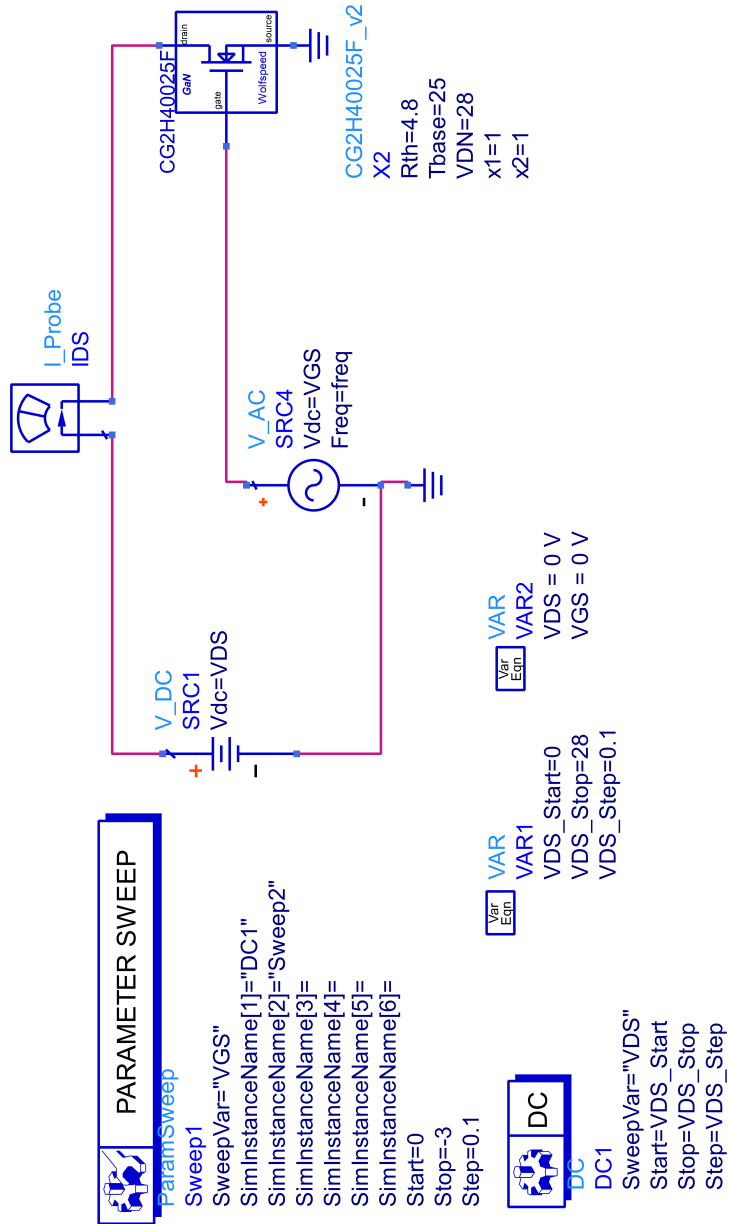 PARAMETER SWEEP
ParamSweep
Sweep1
SweepVar="VGS"
SimInstanceName[1]="DC1"
SimInstanceName[2]="Sweep2"
SimInstanceName[3]=
SimInstanceName[4]=
SimInstanceName[5]=
SimInstanceName[6]=
Start=0
Stop=-3
Step=0.1
DC
DC
DC1
SweepVar="VDS"
Start=VDS_Start
Stop=VDS_Stop
Step=VDS_Step
+
-
V_DC
SRC1
Vdc=VDS
Var
Eqn
VAR
VAR1
VDS_Start=0
VDS_Stop=28
VDS_Step=0.1
Var
Eqn
VAR
VAR2
VDS = 0 V
VGS = 0 V
I_Probe
IDS
+
-
V_AC
SRC4
Vdc=VGS
Freq=freq
CG2H40025F
drain
GaN
gate
Wolfspeed
source
CG2H40025F_v2
X2
Rth=4.8
Tbase=25
VDN=28
x1=1
x2=1